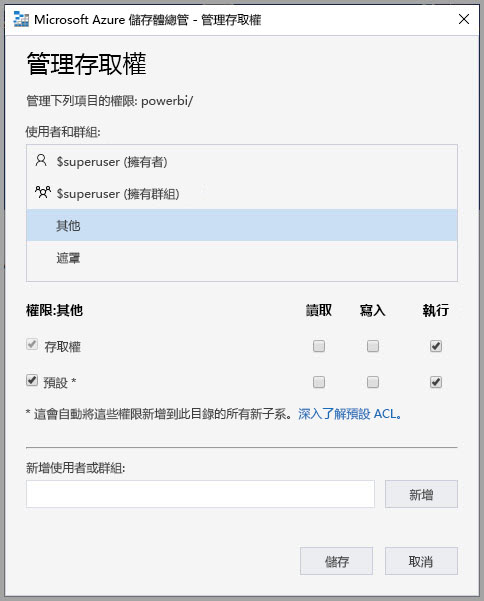 Microsoft Azure 儲存體總管 - 管理存取權
管理存取權
管理下列項目的權限: powerbi/
使用者和群組:
$superuser (擁有者)
$superuser (擁有群組)
其他
遮罩
權限:其他 讀取 寫入 執行
存取權
預設 *
* 這會自動將這些權限新增到此目錄的所有新子系。深入了解預設 ACL。
新增使用者或群組:
新增
儲存 取消